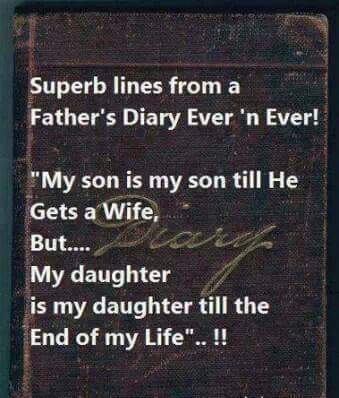 Superb lines from a
Father's Diary Ever 'n Ever!
"My son is my son till He
Gets a Wife,
But....
Diary
My daughter
is my daughter till the
End of my Life".. !!